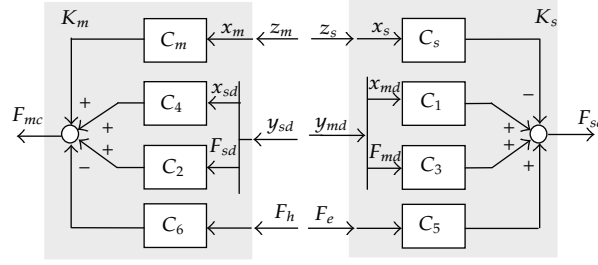 K_m K_s
C_m x_m z_m z_s x_s C_s
+ x_sd x_md −
F_mc C_4 C_1 F_sc
+ y_sd y_md +
+ F_sd F_md +
− C_2 C_3 +
C_6 F_h F_e C_5